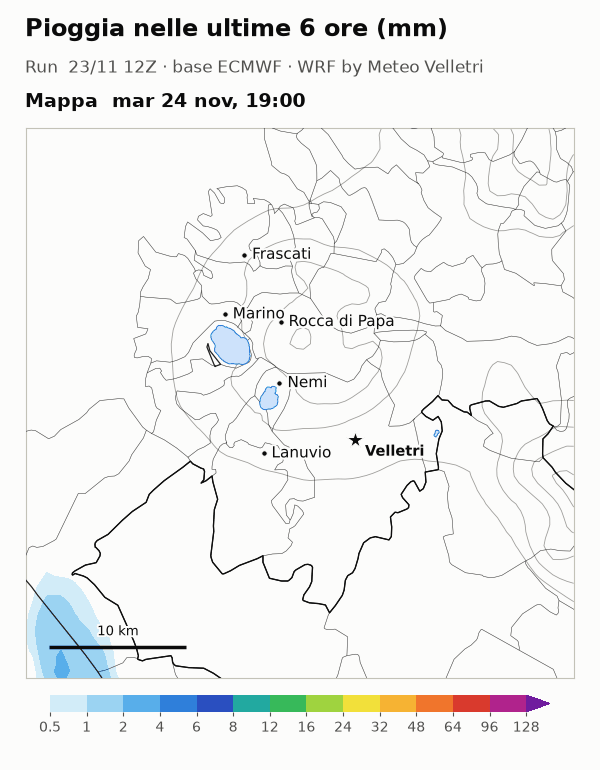 Pioggia nelle ultime 6 ore (mm)
Run  23/11 12Z · base ECMWF · WRF by Meteo Velletri
Mappa  mar 24 nov, 19:00
Frascati
Marino
Rocca di Papa
Nemi
Velletri
Lanuvio
10 km
0.5 1 2 4 6 8 12 16 24 32 48 64 96 128